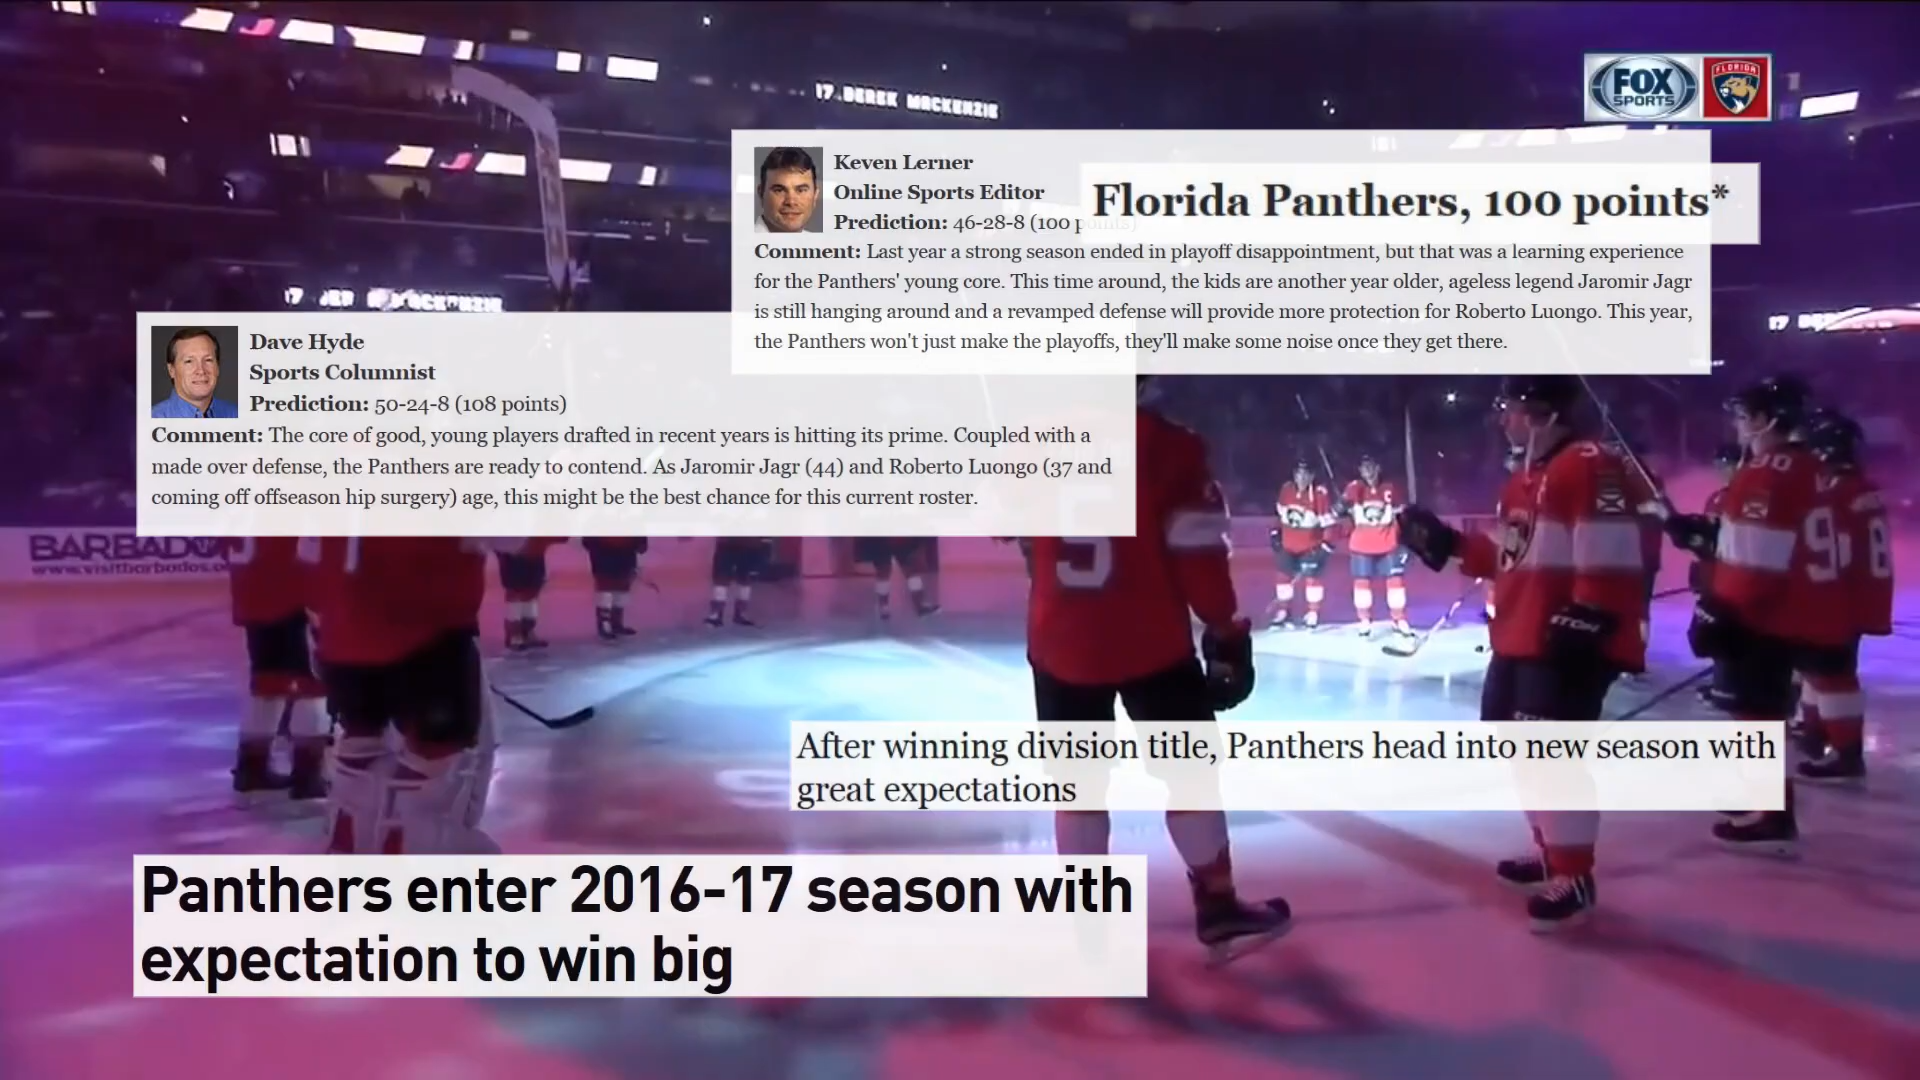 17 DEREK MACKENZIE
FOX
SPORTS
FLORIDA
Keven Lerner
Online Sports Editor
Prediction: 46-28-8 (100 points)
Florida Panthers, 100 points*
Comment: Last year a strong season ended in playoff disappointment, but that was a learning experience
for the Panthers' young core. This time around, the kids are another year older, ageless legend Jaromir Jagr
is still hanging around and a revamped defense will provide more protection for Roberto Luongo. This year,
the Panthers won't just make the playoffs, they'll make some noise once they get there.
Dave Hyde
Sports Columnist
Prediction: 50-24-8 (108 points)
Comment: The core of good, young players drafted in recent years is hitting its prime. Coupled with a
made over defense, the Panthers are ready to contend. As Jaromir Jagr (44) and Roberto Luongo (37 and
coming off offseason hip surgery) age, this might be the best chance for this current roster.
5
ITECH
After winning division title, Panthers head into new season with
great expectations
Panthers enter 2016-17 season with
expectation to win big